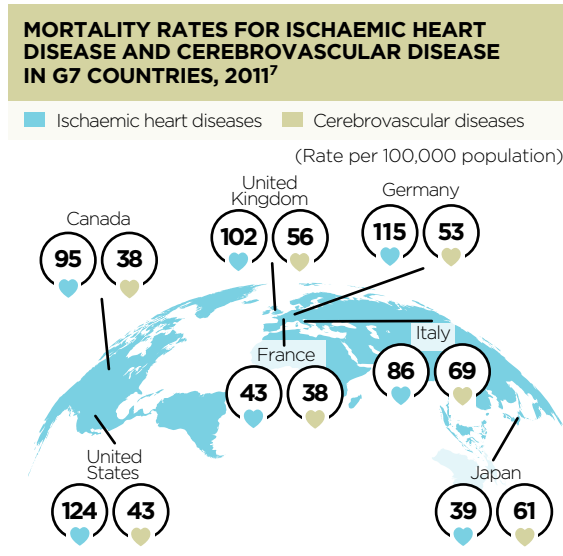 MORTALITY RATES FOR ISCHAEMIC HEART
DISEASE AND CEREBROVASCULAR DISEASE
IN G7 COUNTRIES, 2011⁷
Ischaemic heart diseases Cerebrovascular diseases
(Rate per 100,000 population)
United
Kingdom
102 56
Germany
115 53
Canada
95 38
France
43 38
Italy
86 69
United
States
124 43
Japan
39 61